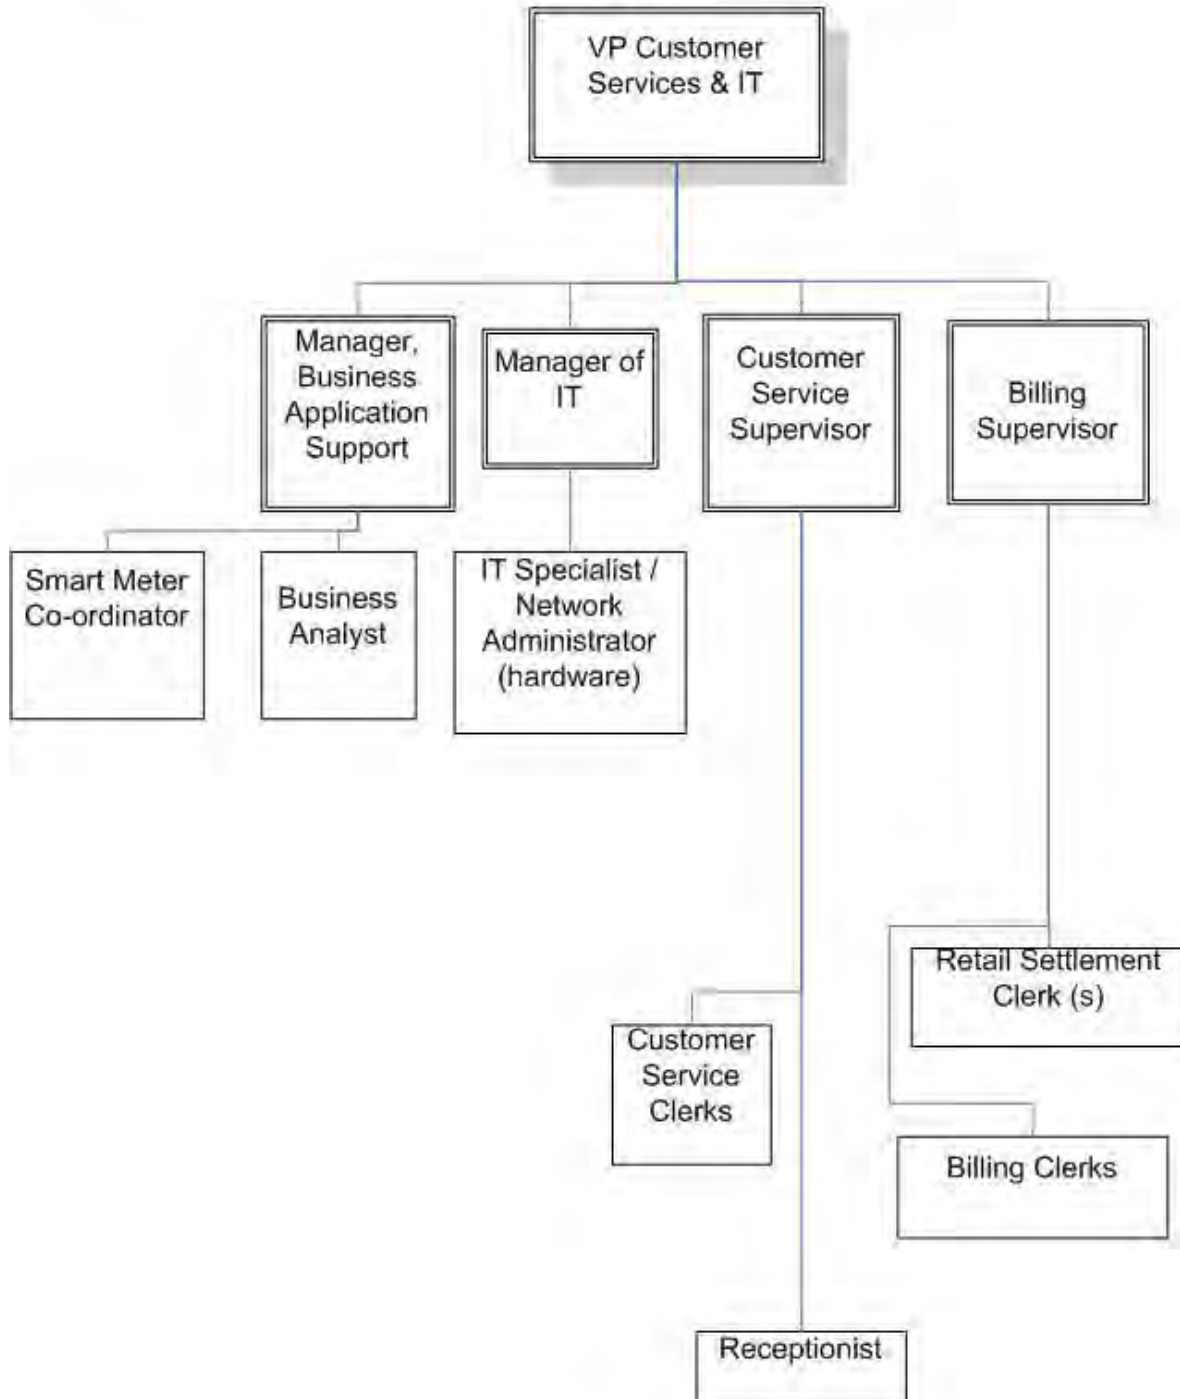 VP Customer
Services & IT
Manager,
Business
Application
Support
Manager of
IT
Customer
Service
Supervisor
Billing
Supervisor
Smart Meter
Co-ordinator
Business
Analyst
IT Specialist /
Network
Administrator
(hardware)
Retail Settlement
Clerk (s)
Customer
Service
Clerks
Billing Clerks
Receptionist